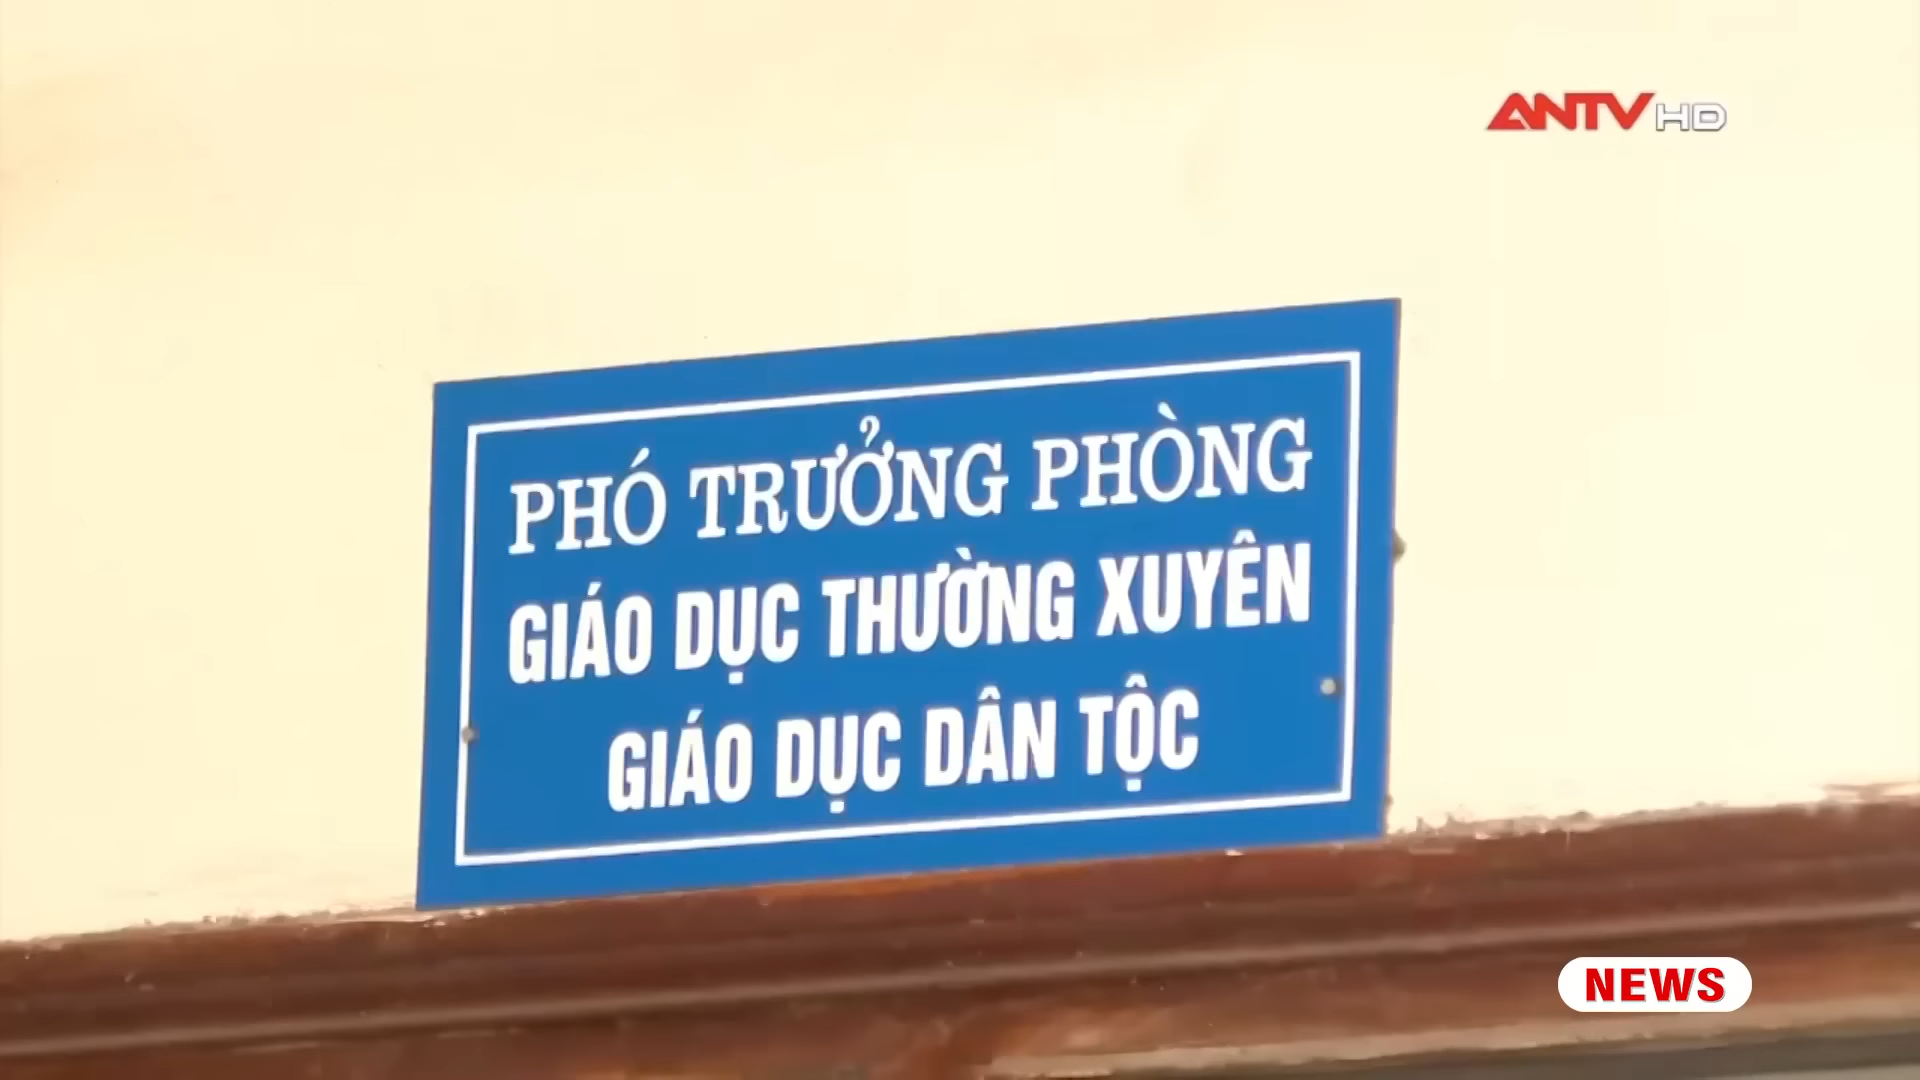 ANTV HD
PHÓ TRƯỞNG PHÒNG
GIÁO DỤC THƯỜNG XUYÊN
GIÁO DỤC DÂN TỘC
NEWS